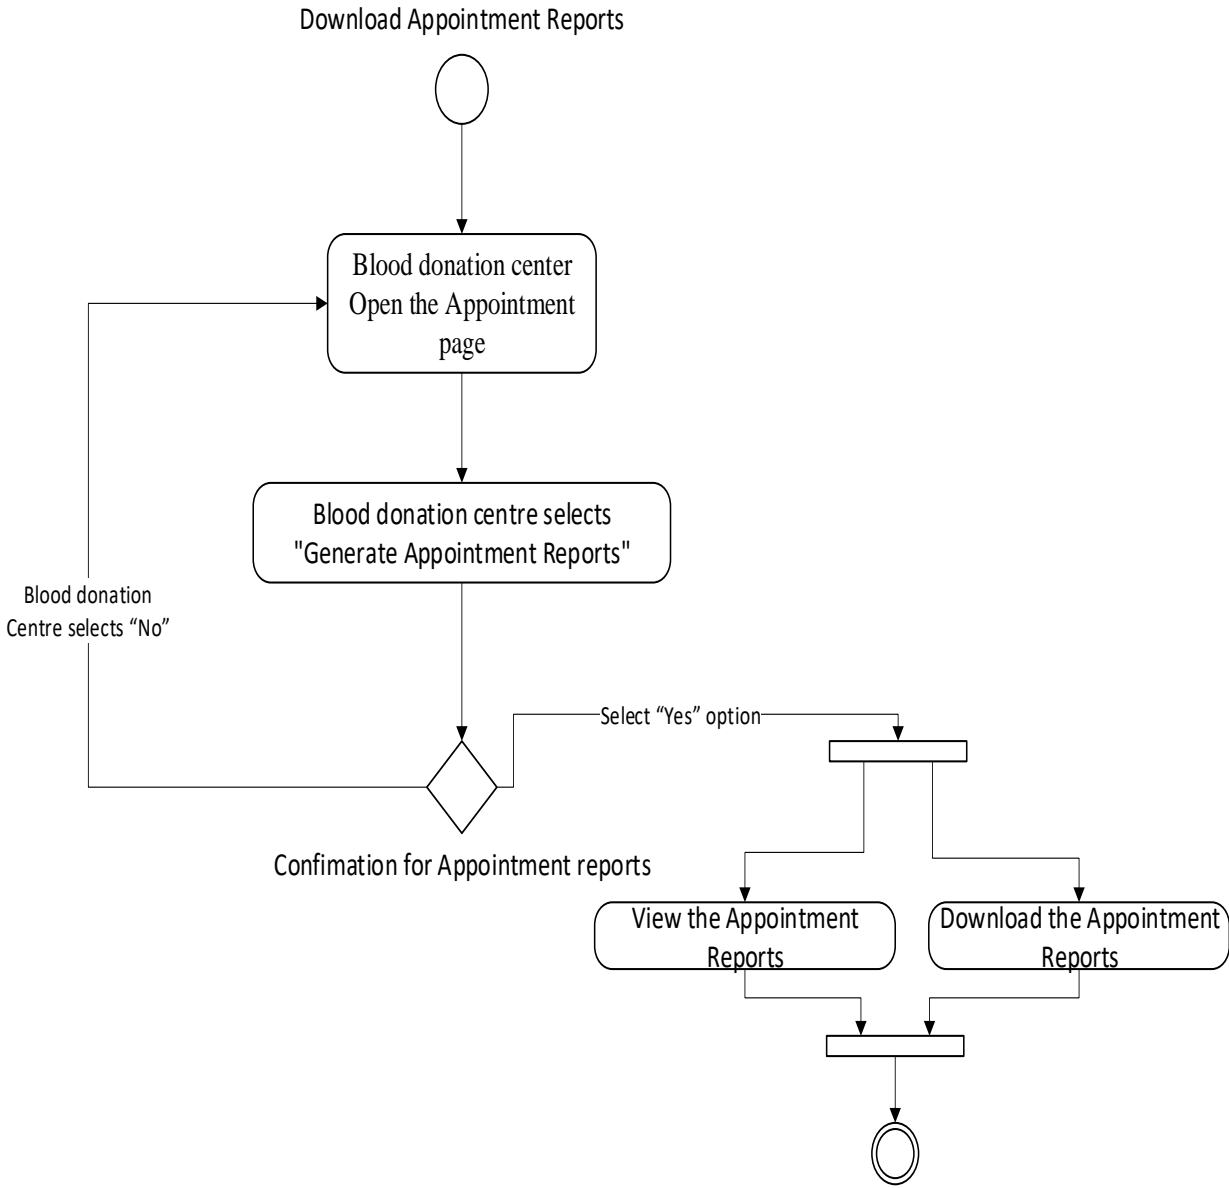 Download Appointment Reports
Blood donation center
Open the Appointment
page
Blood donation centre selects
"Generate Appointment Reports"
Blood donation
Centre selects “No”
Select “Yes” option
Confimation for Appointment reports
View the Appointment
Reports
Download the Appointment
Reports